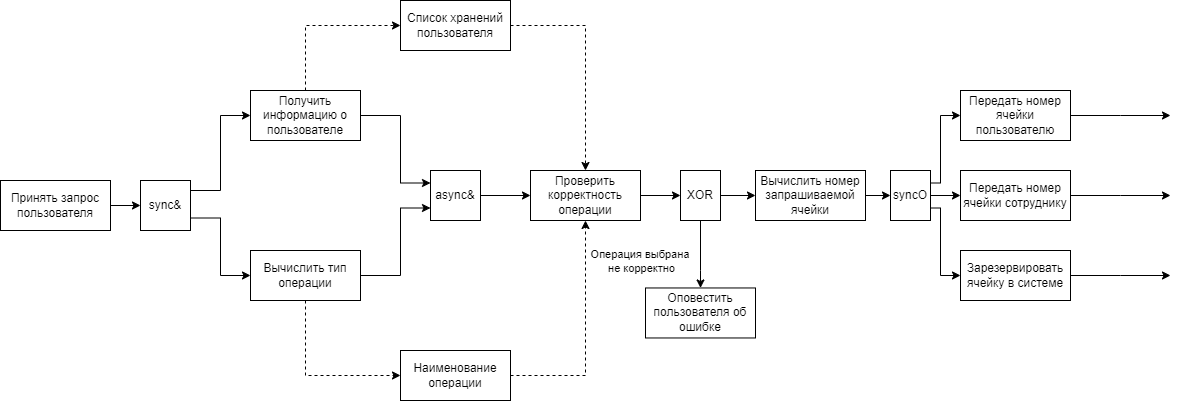 Список хранений
пользователя
Получить
информацию о
пользователе
Принять запрос
пользователя
sync&
Вычислить тип
операции
Наименование
операции
async&
Проверить
корректность
операции
XOR
Операция выбрана
не корректно
Оповестить
пользователя об
ошибке
Вычислить номер
запрашиваемой
ячейки
syncO
Передать номер
ячейки
пользователю
Передать номер
ячейки сотруднику
Зарезервировать
ячейку в системе